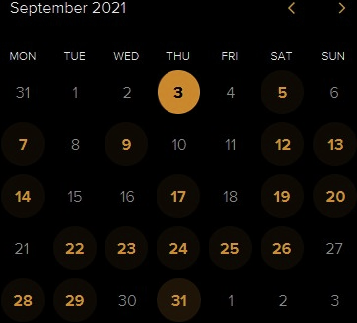 September 2021
MON TUE WED THU FRI SAT SUN
31 1 2 3 4 5 6
7 8 9 10 11 12 13
14 15 16 17 18 19 20
21 22 23 24 25 26 27
28 29 30 31 1 2 3